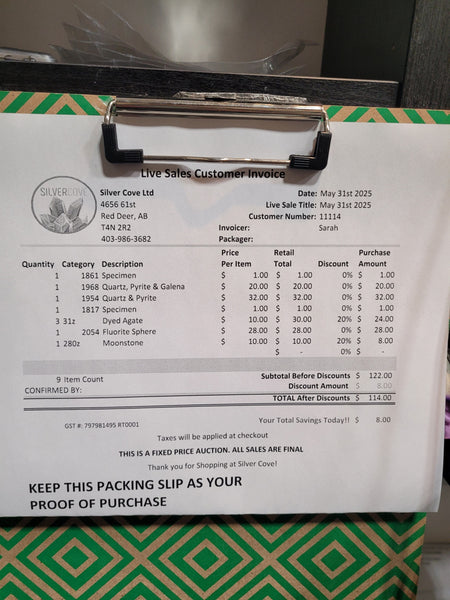 Live Sales Customer Invoice
SILVERCOVE
Silver Cove Ltd
4656 61st
Red Deer, AB
T4N 2R2
403-986-3682
Date: May 31st 2025
Live Sale Title: May 31st 2025
Customer Number: 11114
Invoicer: Sarah
Packager:
Quantity Category Description Price Per Item Retail Total Discount Purchase Amount
1 1861 Specimen $ 1.00 $ 1.00 0% $ 1.00
1 1968 Quartz, Pyrite & Galena $ 20.00 $ 20.00 0% $ 20.00
1 1954 Quartz & Pyrite $ 32.00 $ 32.00 0% $ 32.00
1 1817 Specimen $ 1.00 $ 1.00 0% $ 1.00
3 31z Dyed Agate $ 10.00 $ 30.00 20% $ 24.00
1 2054 Fluorite Sphere $ 28.00 $ 28.00 0% $ 28.00
1 280z Moonstone $ 10.00 $ 10.00 20% $ 8.00
$ - 0% $ -
9 Item Count
Subtotal Before Discounts $ 122.00
CONFIRMED BY:
Discount Amount $ 8.00
TOTAL After Discounts $ 114.00
GST #: 797981495 RT0001
Your Total Savings Today!! $ 8.00
Taxes will be applied at checkout
THIS IS A FIXED PRICE AUCTION. ALL SALES ARE FINAL
Thank you for Shopping at Silver Cove!
KEEP THIS PACKING SLIP AS YOUR
PROOF OF PURCHASE